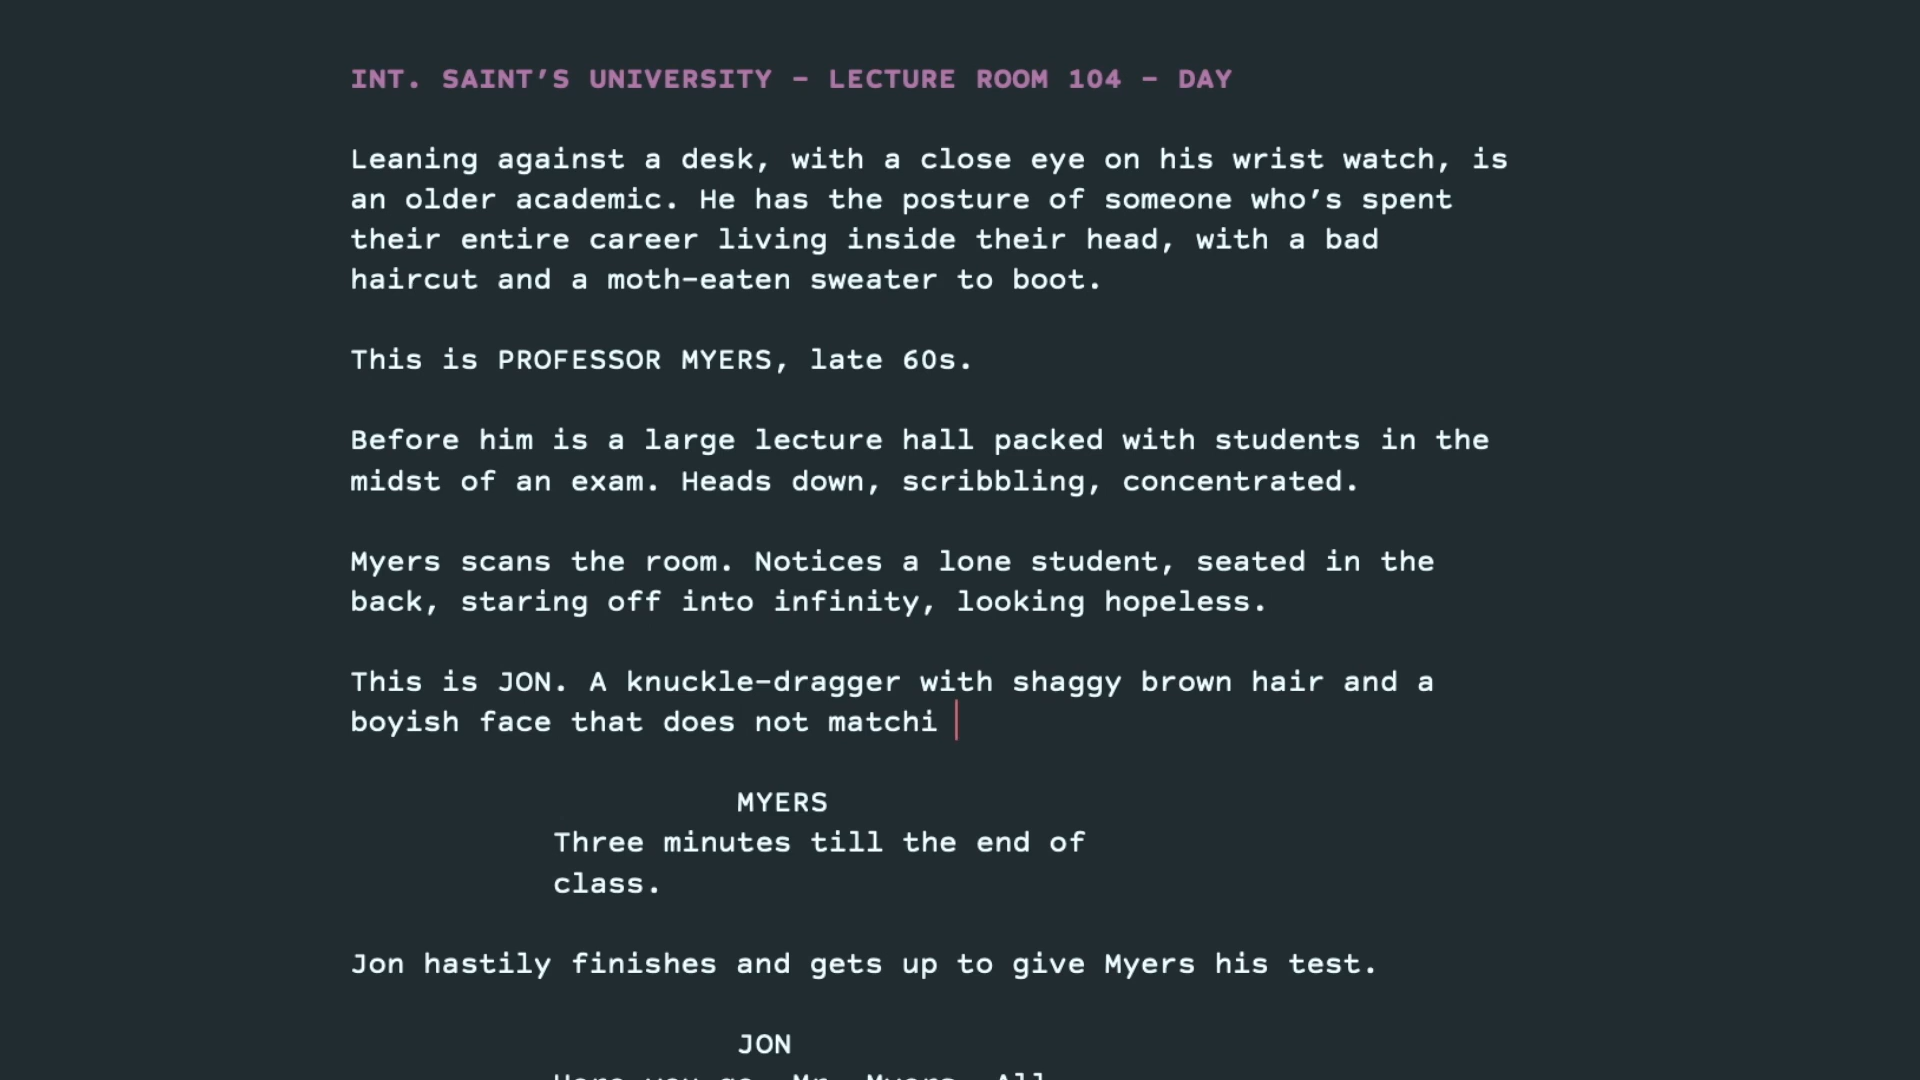 INT. SAINT’S UNIVERSITY – LECTURE ROOM 104 – DAY
Leaning against a desk, with a close eye on his wrist watch, is
an older academic. He has the posture of someone who’s spent
their entire career living inside their head, with a bad
haircut and a moth-eaten sweater to boot.
This is PROFESSOR MYERS, late 60s.
Before him is a large lecture hall packed with students in the
midst of an exam. Heads down, scribbling, concentrated.
Myers scans the room. Notices a lone student, seated in the
back, staring off into infinity, looking hopeless.
This is JON. A knuckle-dragger with shaggy brown hair and a
boyish face that does not matchi
MYERS
Three minutes till the end of
class.
Jon hastily finishes and gets up to give Myers his test.
JON
Here you go, Mr. Myers. All